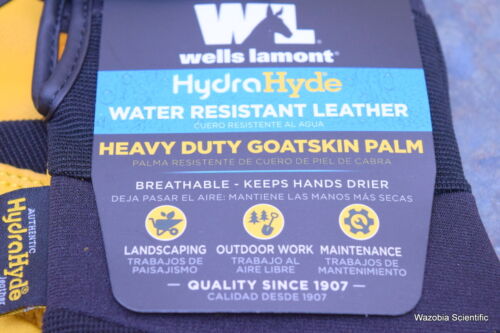 WL
wells lamont®
HydraHyde®
WATER RESISTANT LEATHER
CUERO RESISTENTE AL AGUA
HEAVY DUTY GOATSKIN PALM
PALMA RESISTENTE DE CUERO DE PIEL DE CABRA
BREATHABLE - KEEPS HANDS DRIER
DEJA PASAR EL AIRE: MANTIENE LAS MANOS MÁS SECAS
LANDSCAPING
TRABAJOS DE
PAISAJISMO
OUTDOOR WORK
TRABAJO AL
AIRE LIBRE
MAINTENANCE
TRABAJOS DE
MANTENIMIENTO
QUALITY SINCE 1907
CALIDAD DESDE 1907
AUTHENTIC
HydraHyde
leather
Wazobia Scientific